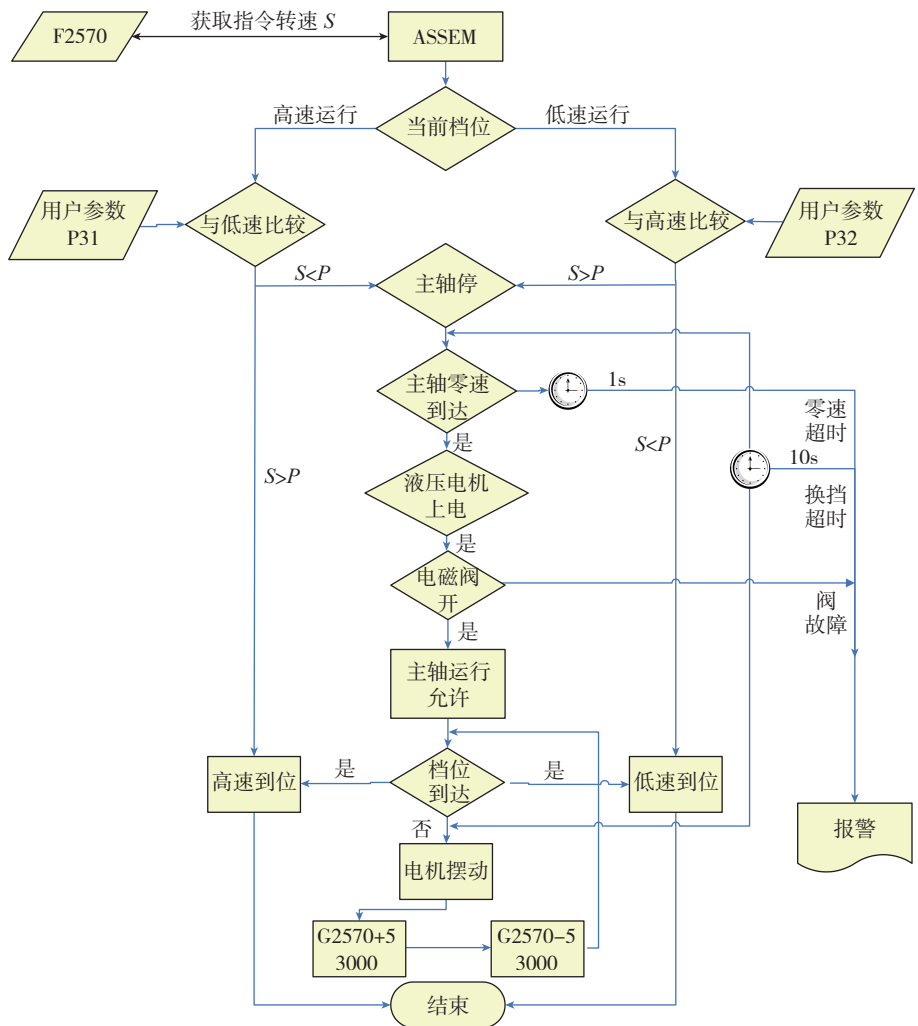 F2570
获取指令转速 S
ASSEM
高速运行
当前档位
低速运行
用户参数
P31
与低速比较
与高速比较
用户参数
P32
S<P
主轴停
S>P
主轴零速
到达
1s
零速
超时
是
S>P
S<P
液压电机
上电
10s
换挡
超时
是
电磁阀
开
阀
故障
是
主轴运行
允许
高速到位
是
档位
到达
是
低速到位
报警
否
电机摆动
G2570+5
3000
G2570-5
3000
结束